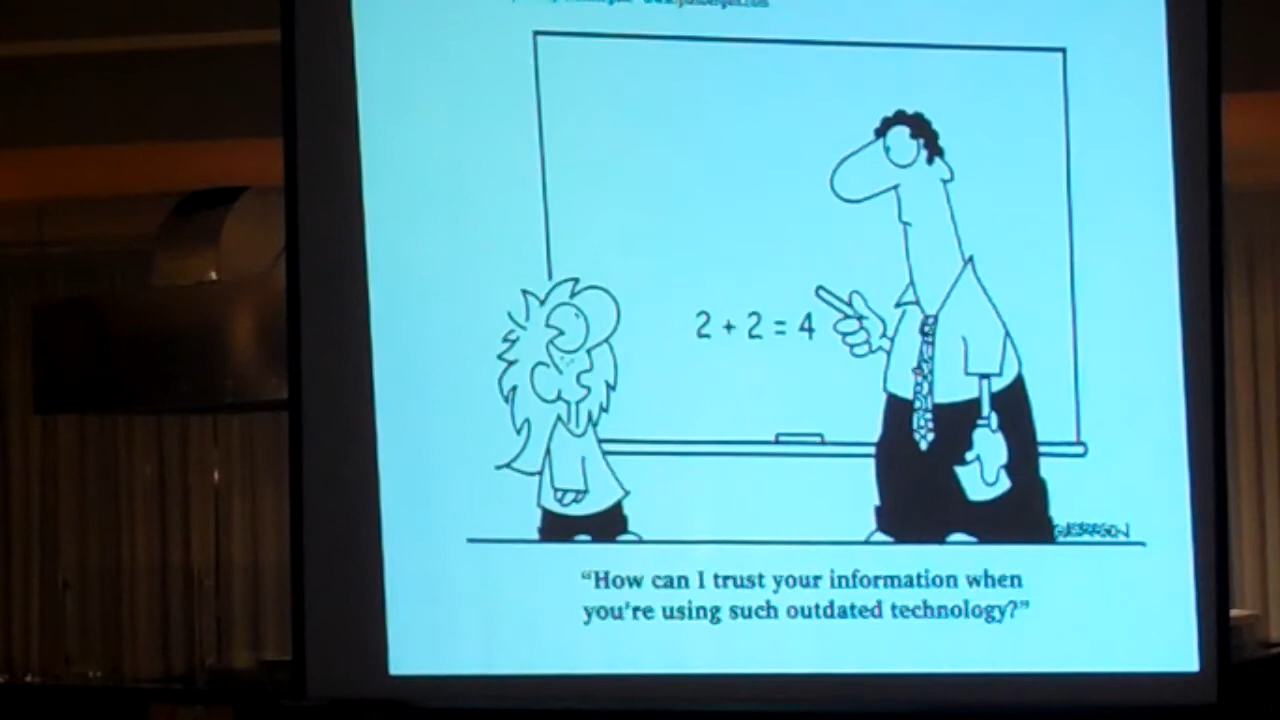 2 + 2 = 4
“How can I trust your information when
you're using such outdated technology?”